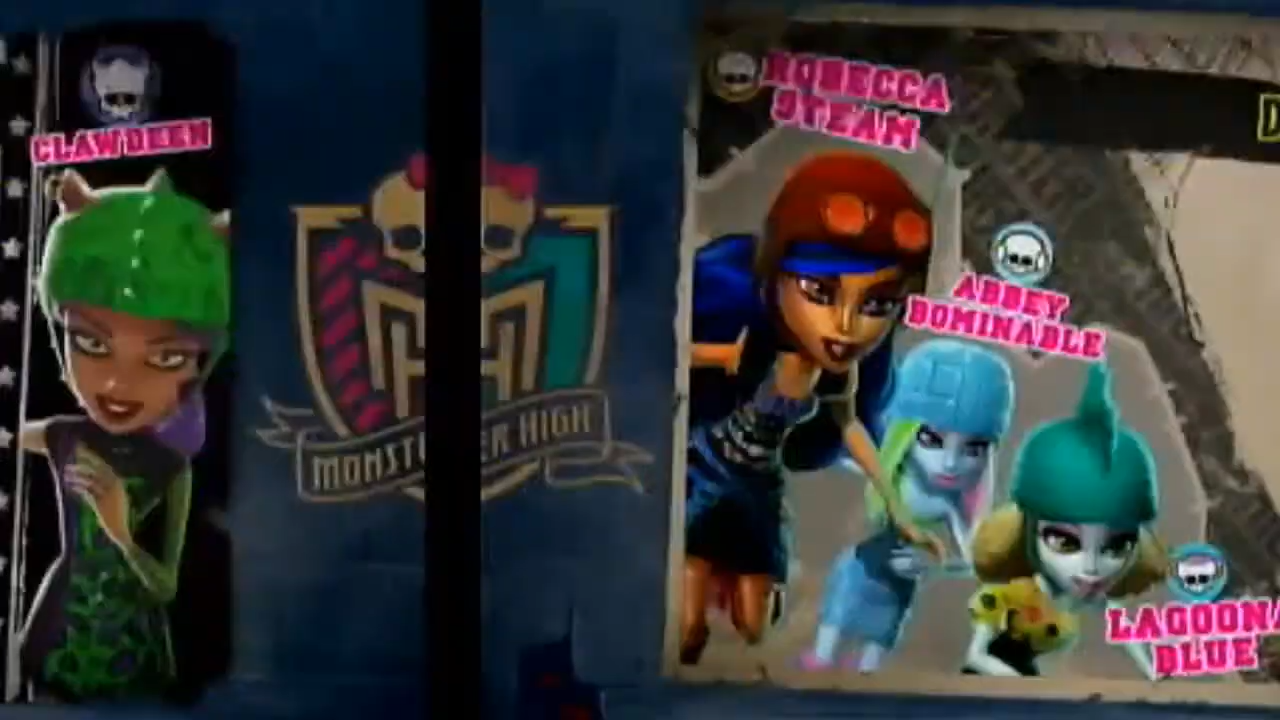 CLAWDEEN
MONSTER HIGH
ROBECCA
STEAM
ABBEY
BOMINABLE
LAGOONA
BLUE